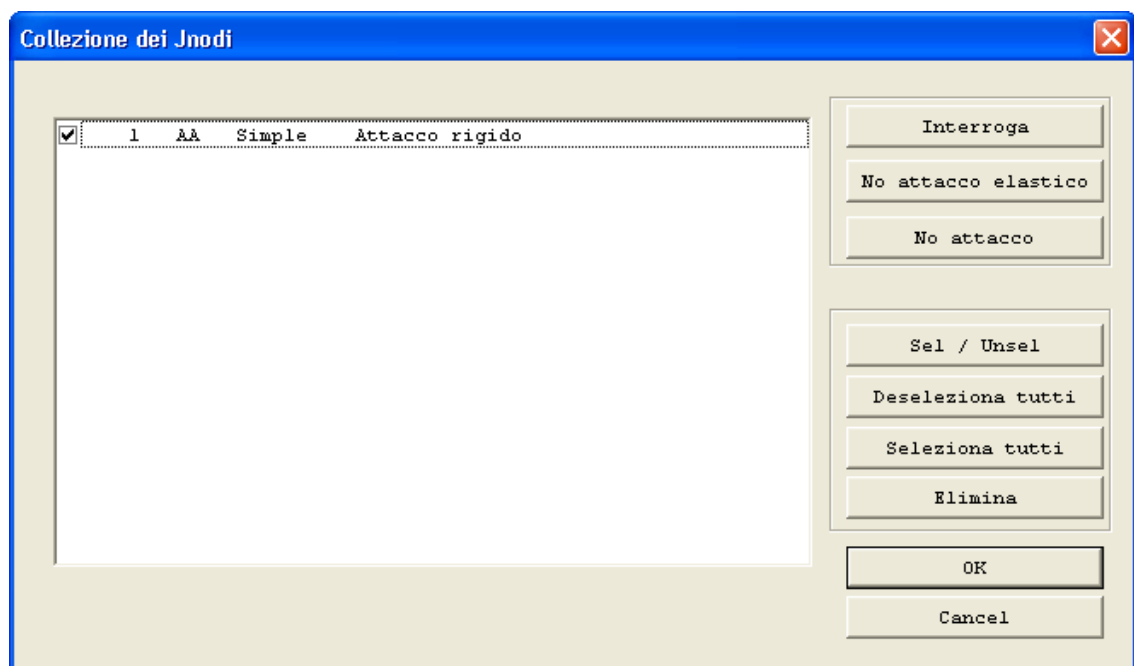 Collezione dei Jnodi
1 AA Simple Attacco rigido
Interroga
No attacco elastico
No attacco
Sel / Unsel
Deseleziona tutti
Seleziona tutti
Elimina
OK
Cancel